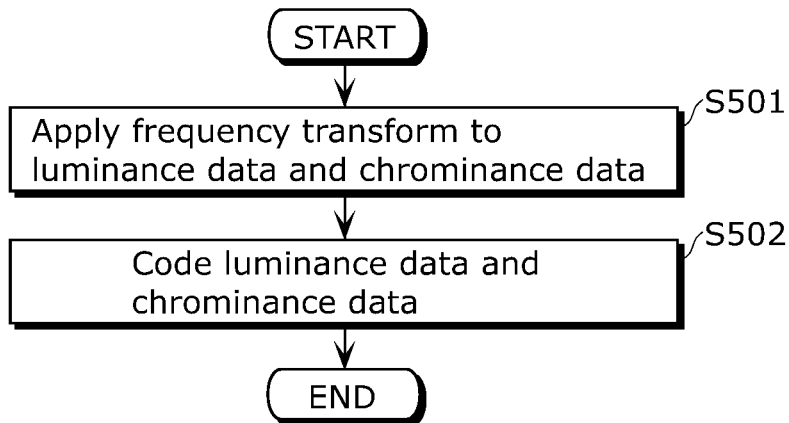 START
S501
Apply frequency transform to
luminance data and chrominance data
S502
Code luminance data and
chrominance data
END